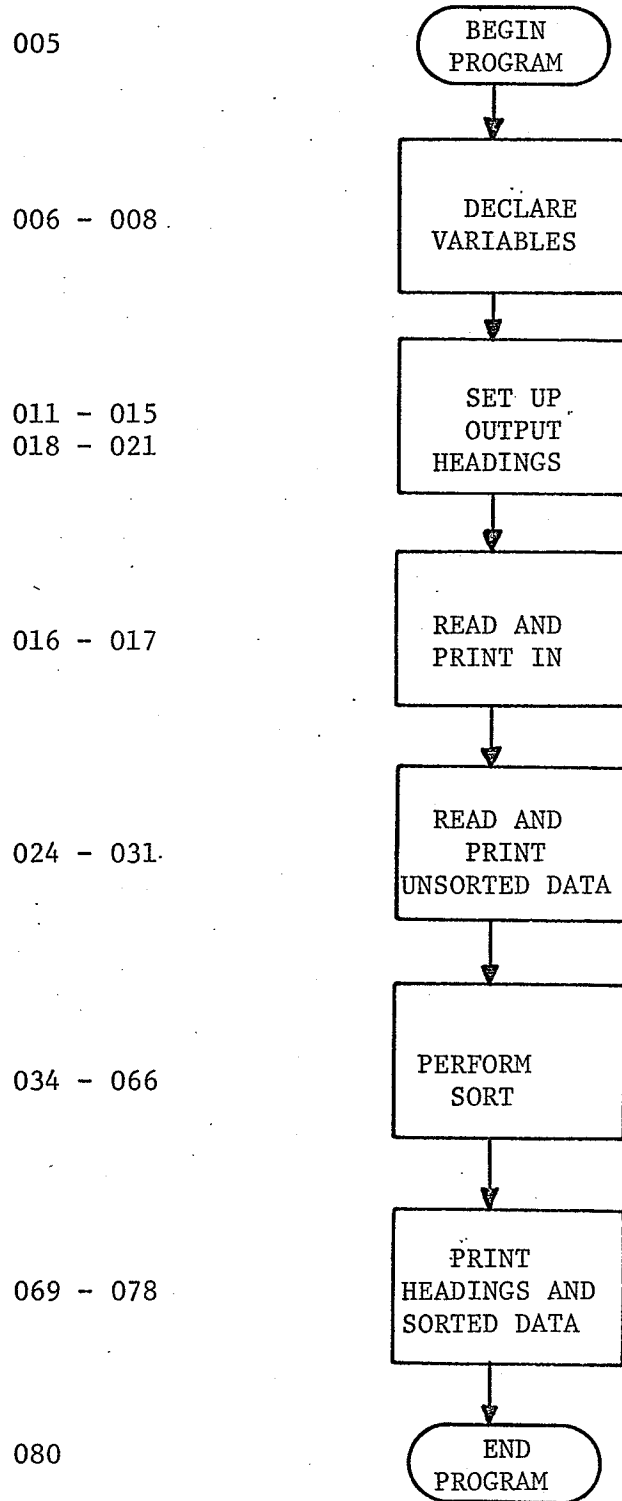 005
BEGIN
PROGRAM
006 - 008
DECLARE
VARIABLES
011 - 015
018 - 021
SET UP
OUTPUT
HEADINGS
016 - 017
READ AND
PRINT IN
024 - 031.
READ AND
PRINT
UNSORTED DATA
034 - 066
PERFORM
SORT
069 - 078
PRINT
HEADINGS AND
SORTED DATA
080
END
PROGRAM